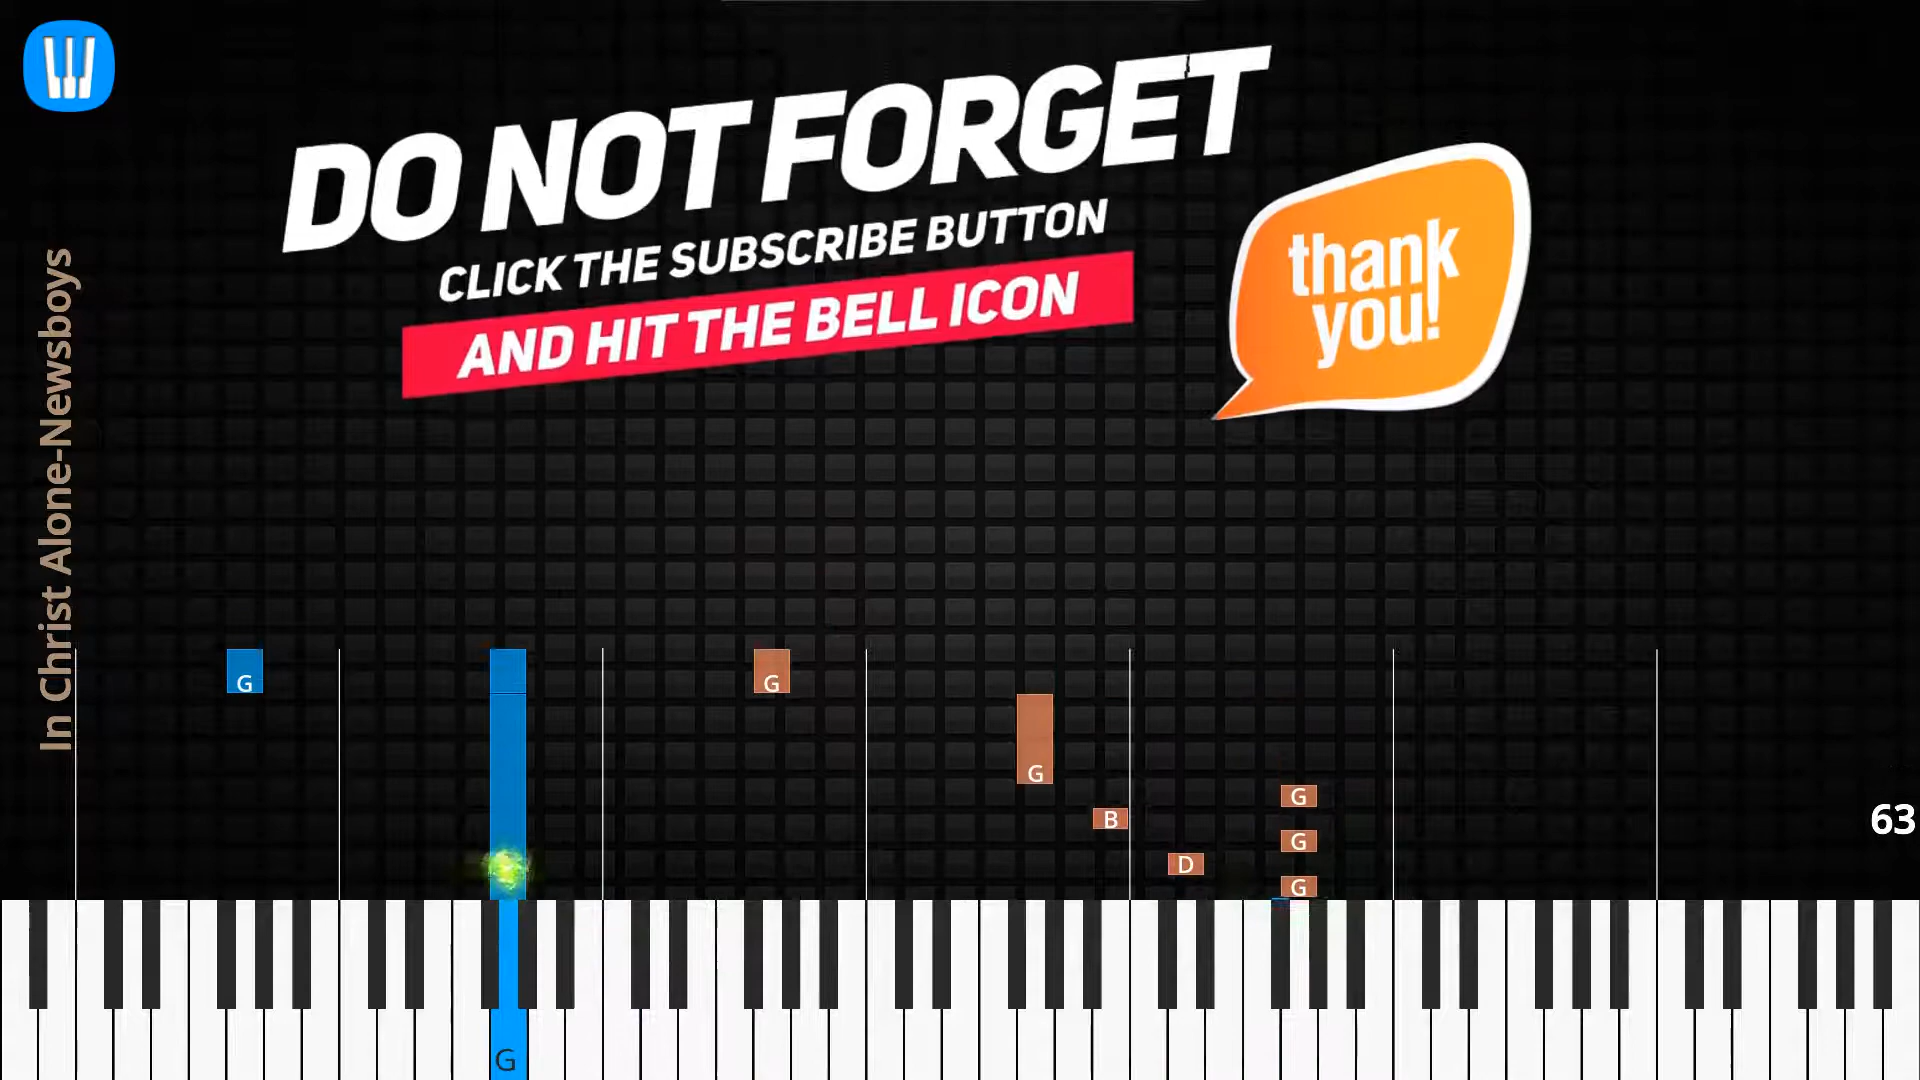 DO NOT FORGET
CLICK THE SUBSCRIBE BUTTON
AND HIT THE BELL ICON
thank
you!
In Christ Alone-Newsboys
G
G
G
B
D
G
G
G
63
G